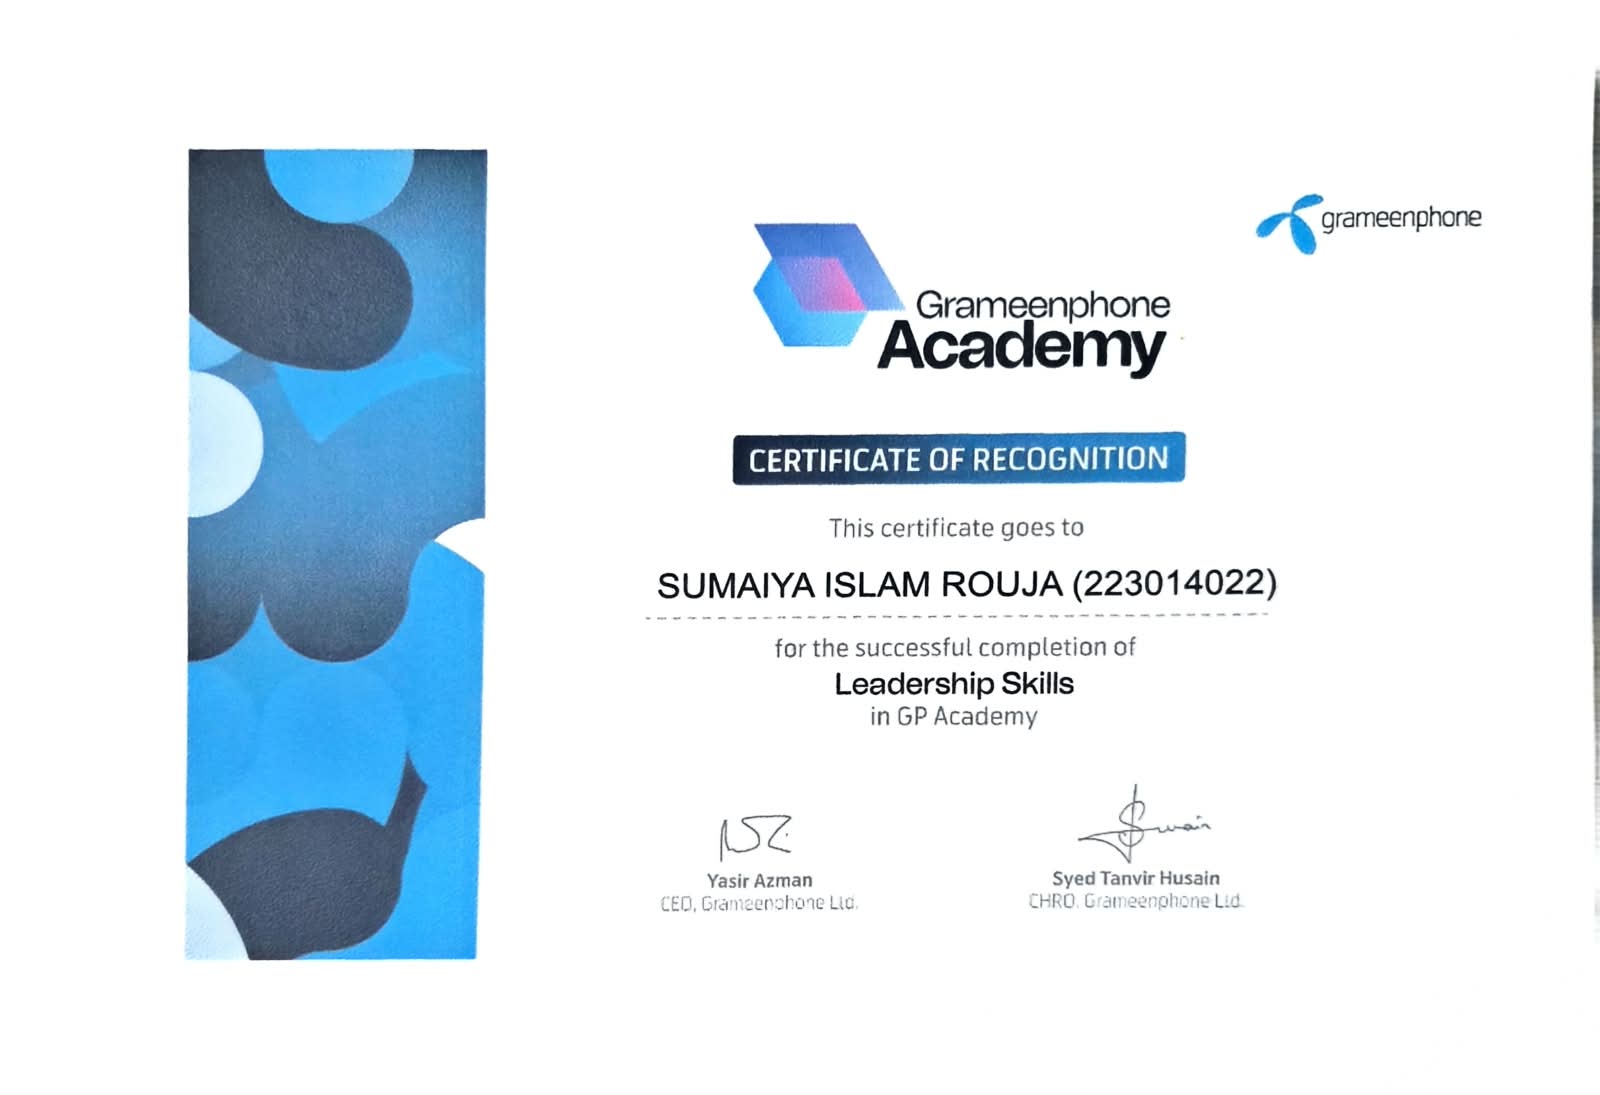 grameenphone
Grameenphone
Academy
CERTIFICATE OF RECOGNITION
This certificate goes to
SUMAIYA ISLAM ROUJA (223014022)
for the successful completion of
Leadership Skills
in GP Academy
Yasir Azman
CEO, Grameenphone Ltd.
Syed Tanvir Husain
CHRO, Grameenphone Ltd.